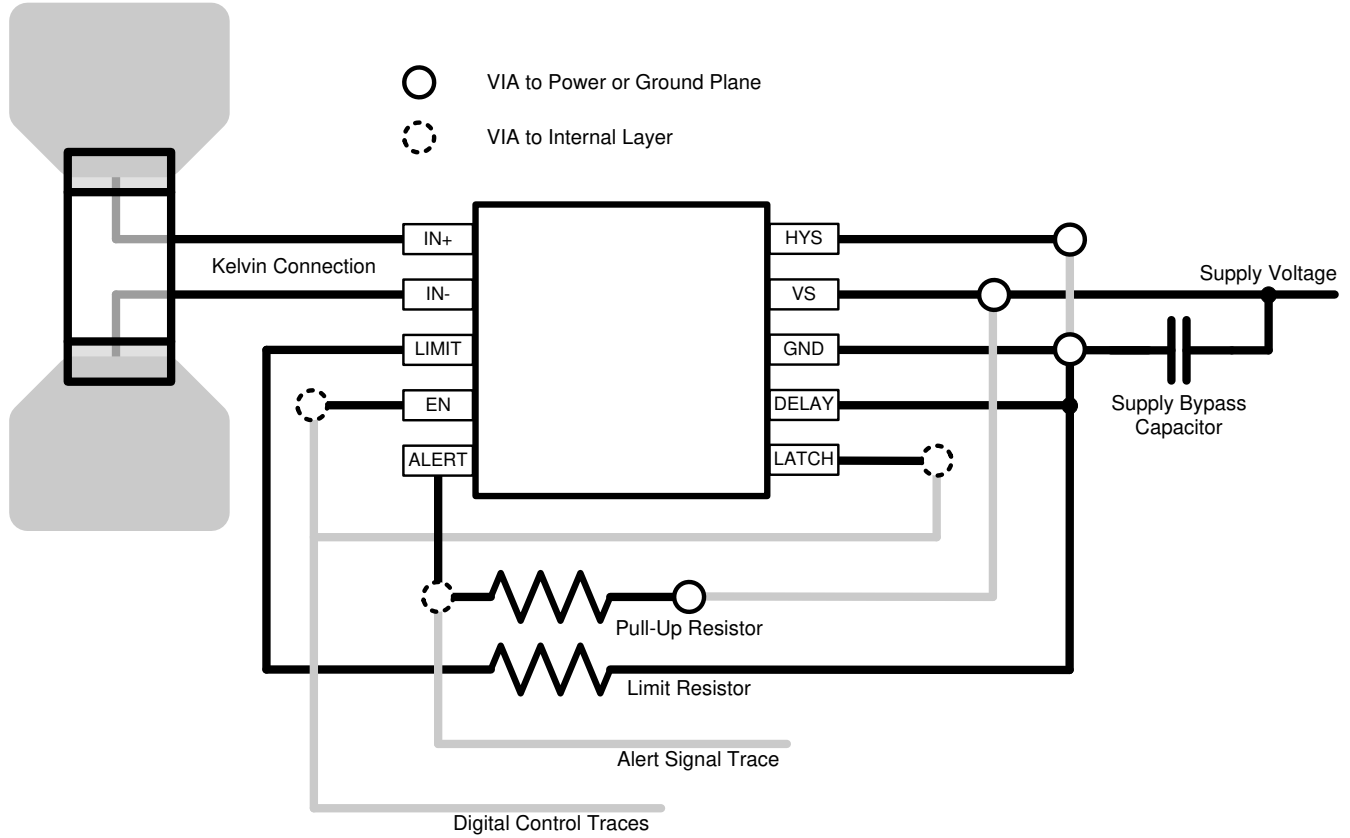 VIA to Power or Ground Plane
VIA to Internal Layer
IN+
HYS
Kelvin Connection
Supply Voltage
IN-
VS
LIMIT
GND
EN
DELAY
Supply Bypass
Capacitor
ALERT
LATCH
Pull-Up Resistor
Limit Resistor
Alert Signal Trace
Digital Control Traces